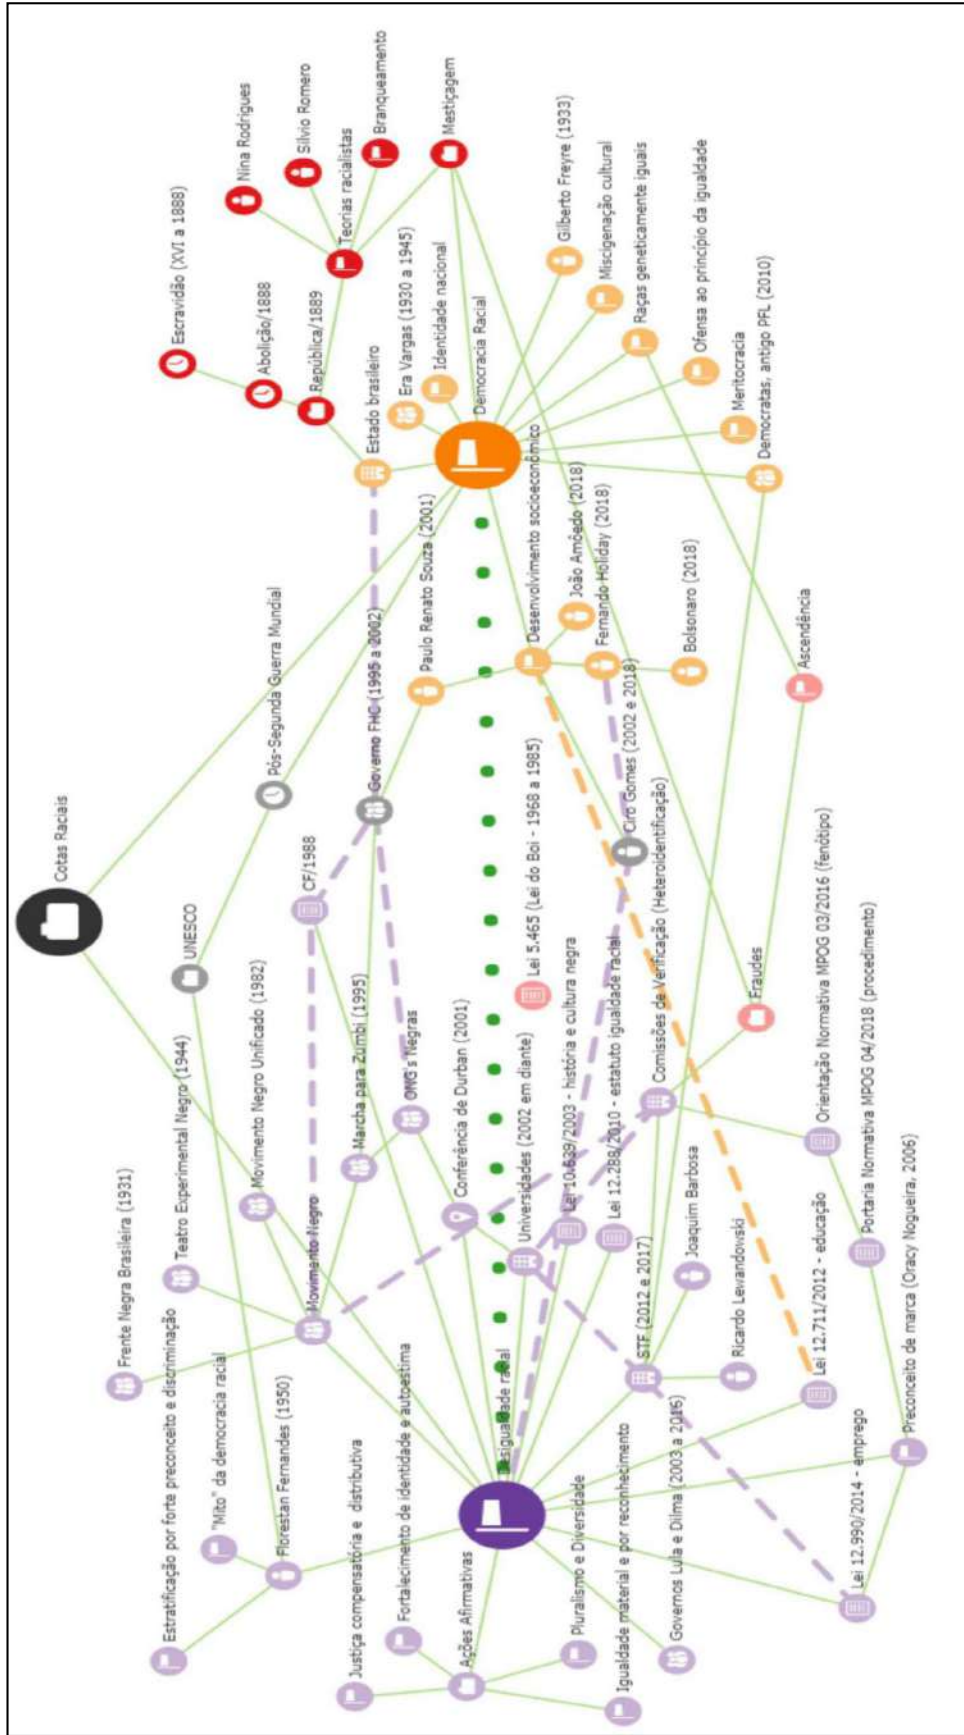 Cotas Raciais
UNESCO
Pós-Segunda Guerra Mundial
Escravidão (XVI a 1888)
Abolição/1888
República/1889
Nina Rodrigues
Silvio Romero
Teorias racialistas
Branqueamento
Mestiçagem
Estado brasileiro
Era Vargas (1930 a 1945)
Identidade nacional
Democracia Racial
Gilberto Freyre (1933)
Miscigenação cultural
Raças geneticamente iguais
Ofensa ao princípio da igualdade
Meritocracia
Democratas, antigo PFL (2010)
Estratificação por forte preconceito e discriminação
"Mito" da democracia racial
Florestan Fernandes (1950)
Frente Negra Brasileira (1931)
Teatro Experimental Negro (1944)
Movimento Negro Unificado (1982)
Movimento Negro
CF/1988
Governo FHC (1995 a 2002)
Marcha para Zumbi (1995)
ONG's Negras
Paulo Renato Souza (2001)
Conferência de Durban (2001)
Desenvolvimento socioeconômico
João Amôedo (2018)
Fernando Holiday (2018)
Bolsonaro (2018)
Ciro Gomes (2002 e 2018)
Lei 5.465 (Lei do Boi - 1968 a 1985)
Universidades (2002 em diante)
Lei 10.639/2003 - história e cultura negra
Lei 12.288/2010 - estatuto igualdade racial
Comissões de Verificação (Heteroidentificação)
Ascendência
Fraudes
Justiça compensatória e distributiva
Fortalecimento de identidade e autoestima
Ações Afirmativas
Desigualdade racial
Pluralismo e Diversidade
Igualdade material e por reconhecimento
Governos Lula e Dilma (2003 a 2016)
STF (2012 e 2017)
Joaquim Barbosa
Ricardo Lewandowski
Orientação Normativa MPOG 03/2016 (fenótipo)
Portaria Normativa MPOG 04/2018 (procedimento)
Lei 12.711/2012 - educação
Preconceito de marca (Oracy Nogueira, 2006)
Lei 12.990/2014 - emprego